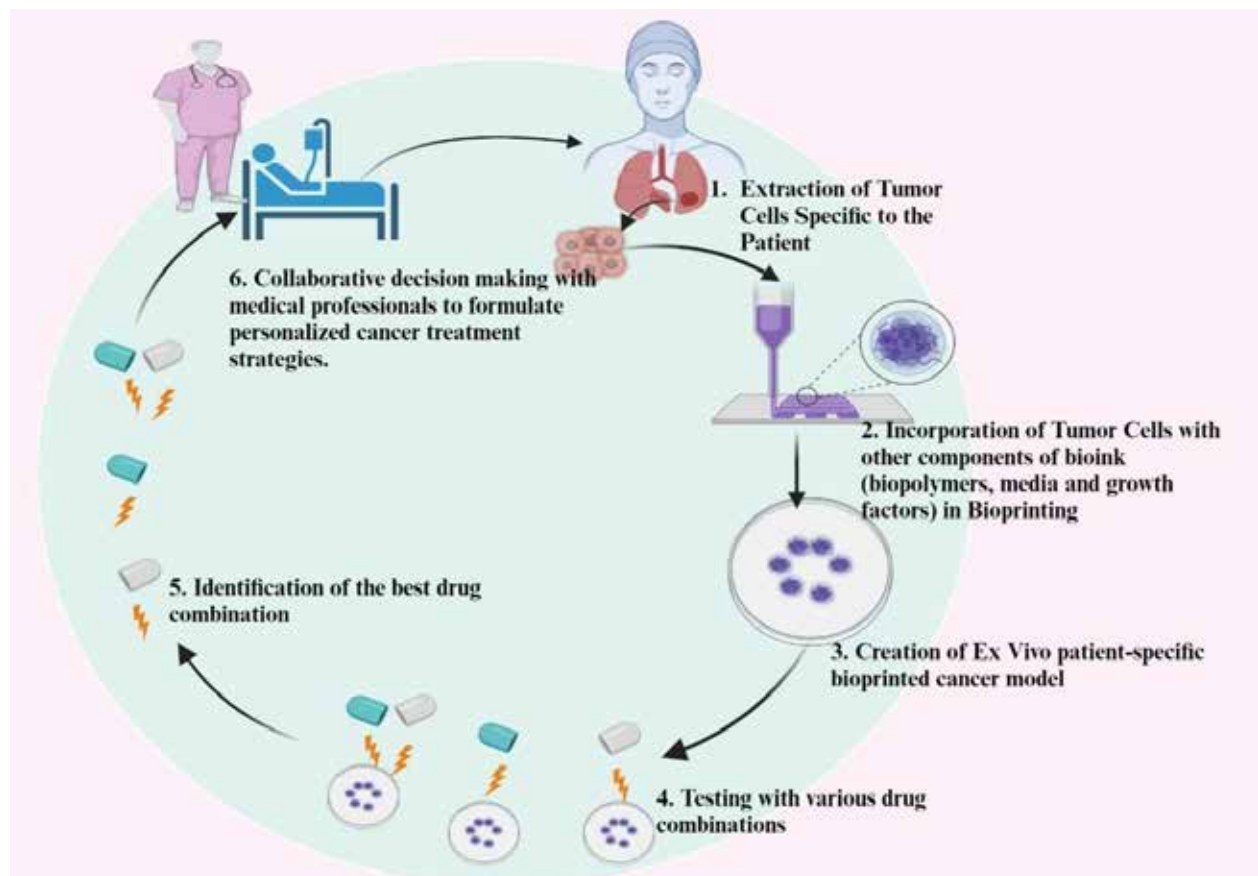 1. Extraction of Tumor
Cells Specific to the
Patient
2. Incorporation of Tumor Cells with
other components of bioink
(biopolymers, media and growth
factors) in Bioprinting
3. Creation of Ex Vivo patient-specific
bioprinted cancer model
4. Testing with various drug
combinations
5. Identification of the best drug
combination
6. Collaborative decision making with
medical professionals to formulate
personalized cancer treatment
strategies.